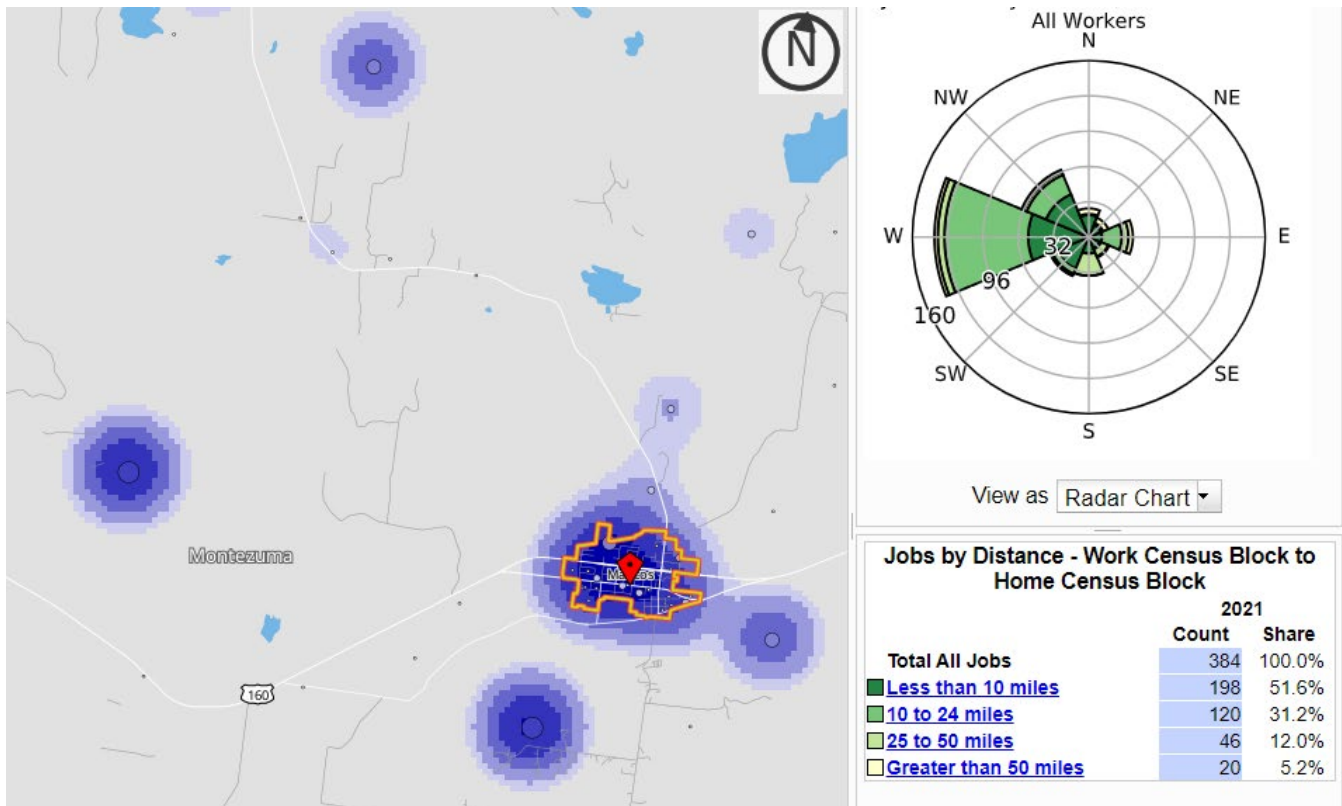 N
Montezuma
160
All Workers
N
NW
NE
W
E
32
96
160
SW
SE
S
View as Radar Chart
Jobs by Distance - Work Census Block to
Home Census Block
2021
Count Share
Total All Jobs 384 100.0%
Less than 10 miles 198 51.6%
10 to 24 miles 120 31.2%
25 to 50 miles 46 12.0%
Greater than 50 miles 20 5.2%